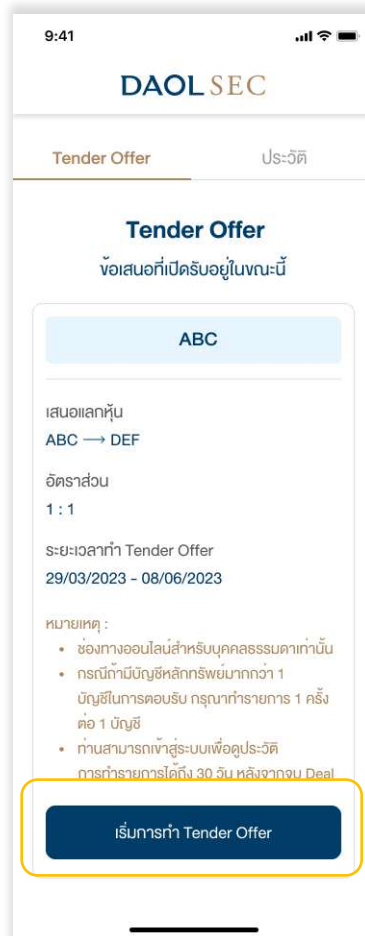 9:41
DAOL SEC
Tender Offer ประวัติ
Tender Offer
ข้อเสนอที่เปิดรับอยู่ในขณะนี้
ABC
เสนอแลกหุ้น
ABC → DEF
อัตราส่วน
1 : 1
ระยะเวลาทำ Tender Offer
29/03/2023 - 08/06/2023
หมายเหตุ :
• ช่องทางออนไลน์สำหรับบุคคลธรรมดาเท่านั้น
• กรณีถ้ามีบัญชีหลักทรัพย์มากกว่า 1
บัญชีในการตอบรับ กรุณาทำรายการ 1 ครั้ง
ต่อ 1 บัญชี
• ท่านสามารถเข้าสู่ระบบเพื่อดูประวัติ
การทำรายการได้ถึง 30 วัน หลังจากจบ Deal
เริ่มการทำ Tender Offer